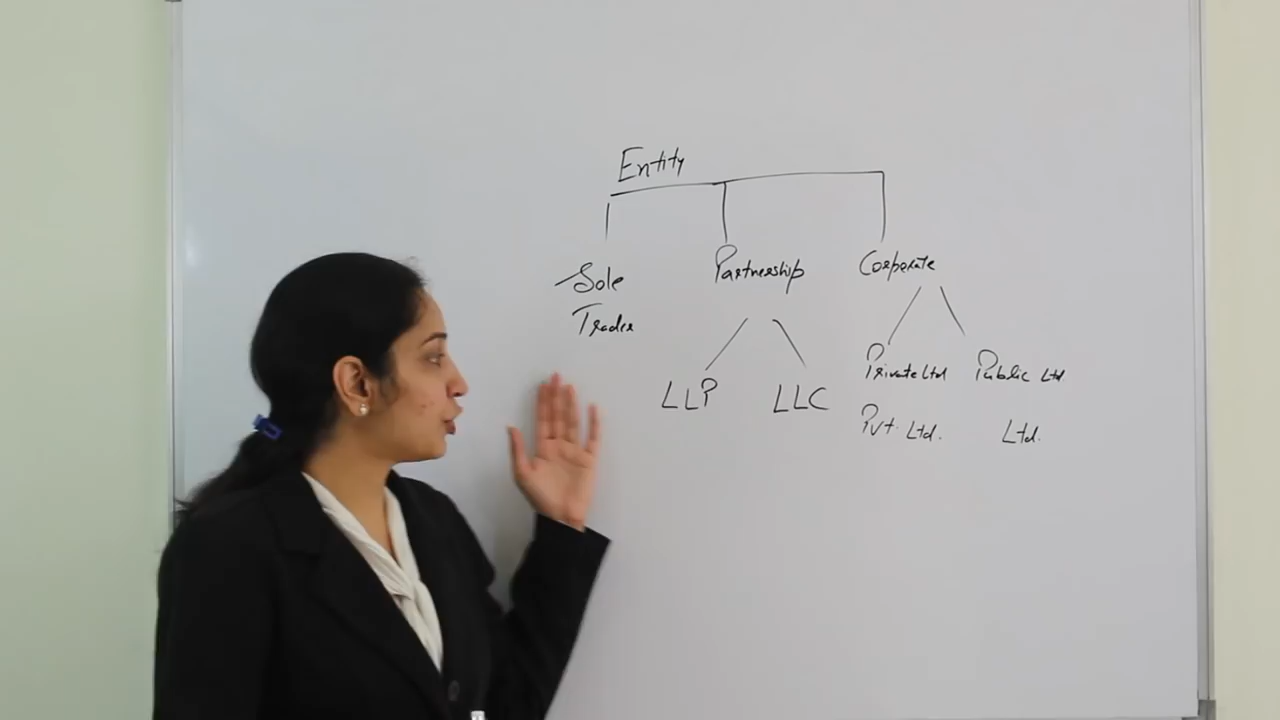 Entity
Sole
Trader
Partnership
LLP
LLC
Corporate
Private Ltd
Pvt. Ltd.
Public Ltd
Ltd.